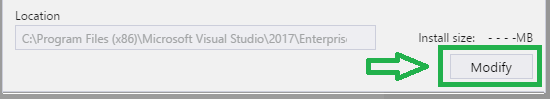 Location
C:\Program Files (x86)\Microsoft Visual Studio\2017\Enterpris
Install size: - - - -MB
Modify